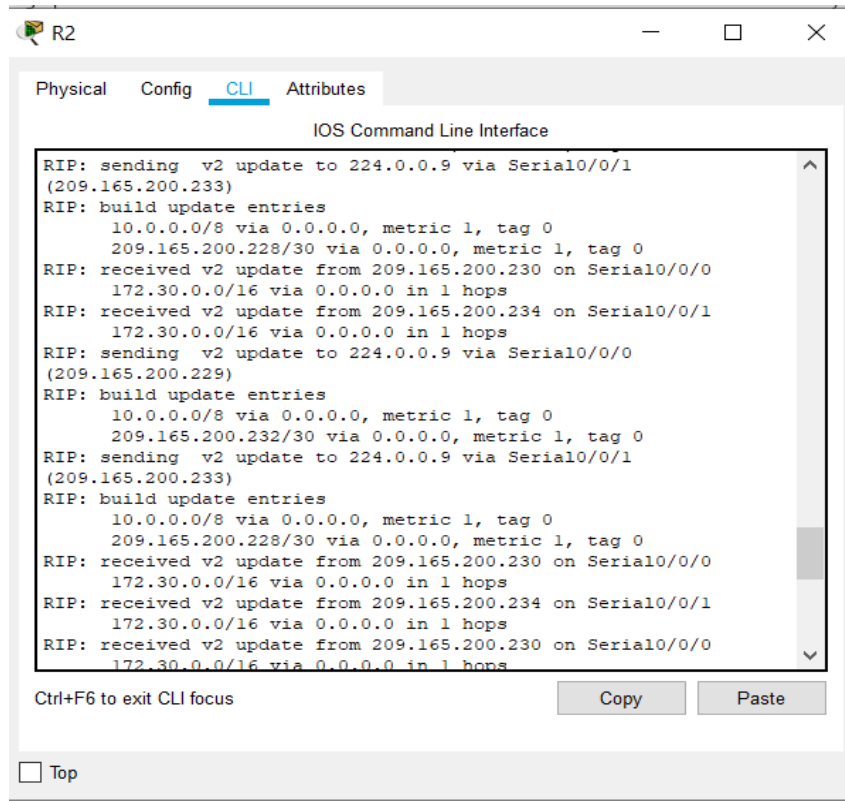 R2
Physical Config CLI Attributes
IOS Command Line Interface
RIP: sending  v2 update to 224.0.0.9 via Serial0/0/1
(209.165.200.233)
RIP: build update entries
      10.0.0.0/8 via 0.0.0.0, metric 1, tag 0
      209.165.200.228/30 via 0.0.0.0, metric 1, tag 0
RIP: received v2 update from 209.165.200.230 on Serial0/0/0
      172.30.0.0/16 via 0.0.0.0 in 1 hops
RIP: received v2 update from 209.165.200.234 on Serial0/0/1
      172.30.0.0/16 via 0.0.0.0 in 1 hops
RIP: sending  v2 update to 224.0.0.9 via Serial0/0/0
(209.165.200.229)
RIP: build update entries
      10.0.0.0/8 via 0.0.0.0, metric 1, tag 0
      209.165.200.232/30 via 0.0.0.0, metric 1, tag 0
RIP: sending  v2 update to 224.0.0.9 via Serial0/0/1
(209.165.200.233)
RIP: build update entries
      10.0.0.0/8 via 0.0.0.0, metric 1, tag 0
      209.165.200.228/30 via 0.0.0.0, metric 1, tag 0
RIP: received v2 update from 209.165.200.230 on Serial0/0/0
      172.30.0.0/16 via 0.0.0.0 in 1 hops
RIP: received v2 update from 209.165.200.234 on Serial0/0/1
      172.30.0.0/16 via 0.0.0.0 in 1 hops
RIP: received v2 update from 209.165.200.230 on Serial0/0/0
      172.30.0.0/16 via 0.0.0.0 in 1 hops
Ctrl+F6 to exit CLI focus
Copy Paste
Top